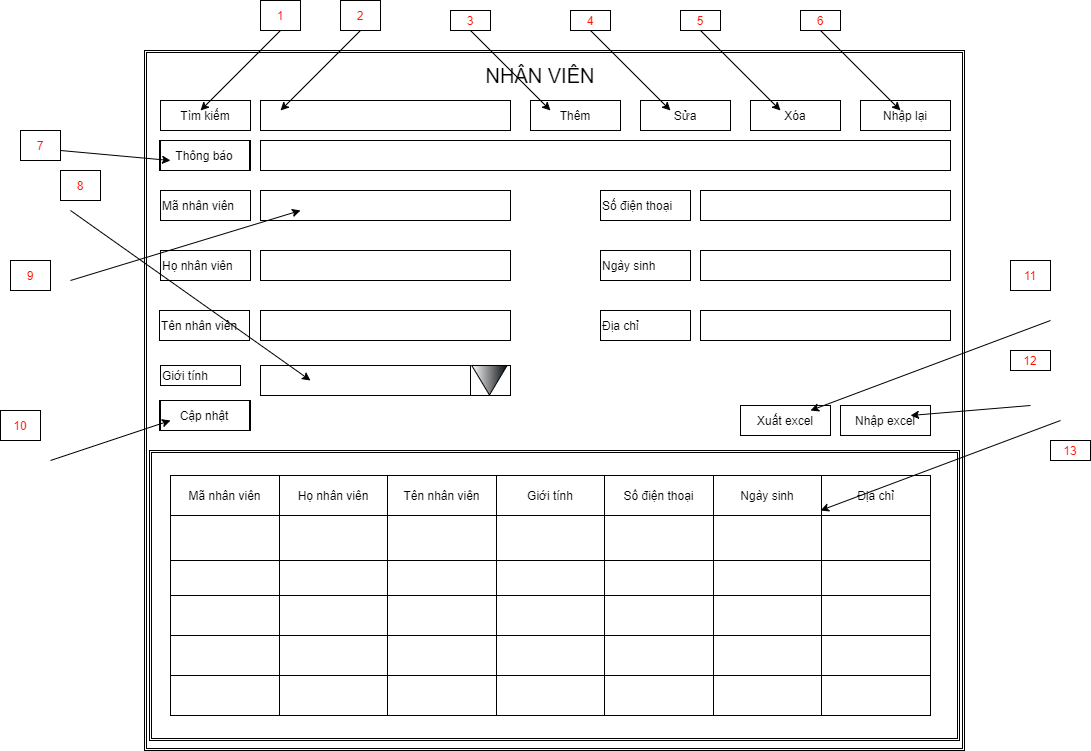 1
2
3
4
5
6
NHÂN VIÊN
Tìm kiếm
Thêm
Sửa
Xóa
Nhập lại
7
Thông báo
8
Mã nhân viên
Số điện thoại
9
Họ nhân viên
Ngày sinh
11
Tên nhân viên
Địa chỉ
12
Giới tính
10
Cập nhật
Xuất excel
Nhập excel
13
Mã nhân viên Họ nhân viên Tên nhân viên Giới tính Số điện thoại Ngày sinh Địa chỉ